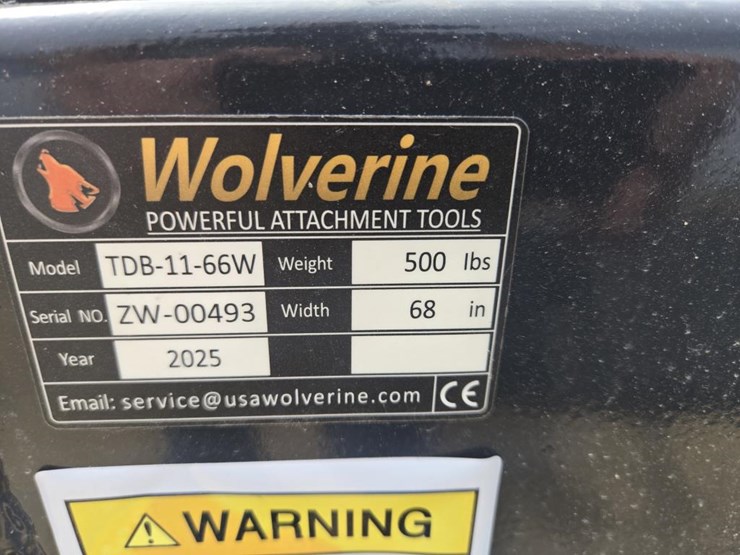 Wolverine
POWERFUL ATTACHMENT TOOLS
Model TDB-11-66W Weight 500 lbs
Serial NO. ZW-00493 Width 68 in
Year 2025
Email: service@usawolverine.com CE
WARNING